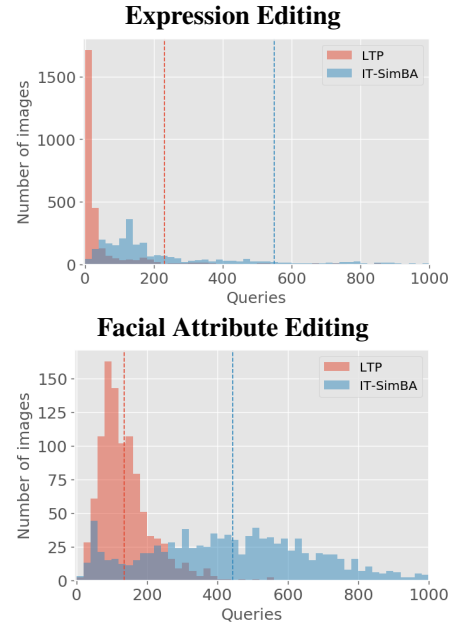 Expression Editing
LTP
IT-SimBA
1500
1000
500
0
Number of images
0 200 400 600 800 1000
Queries
Facial Attribute Editing
LTP
IT-SimBA
150
125
100
75
50
25
0
Number of images
0 200 400 600 800 1000
Queries